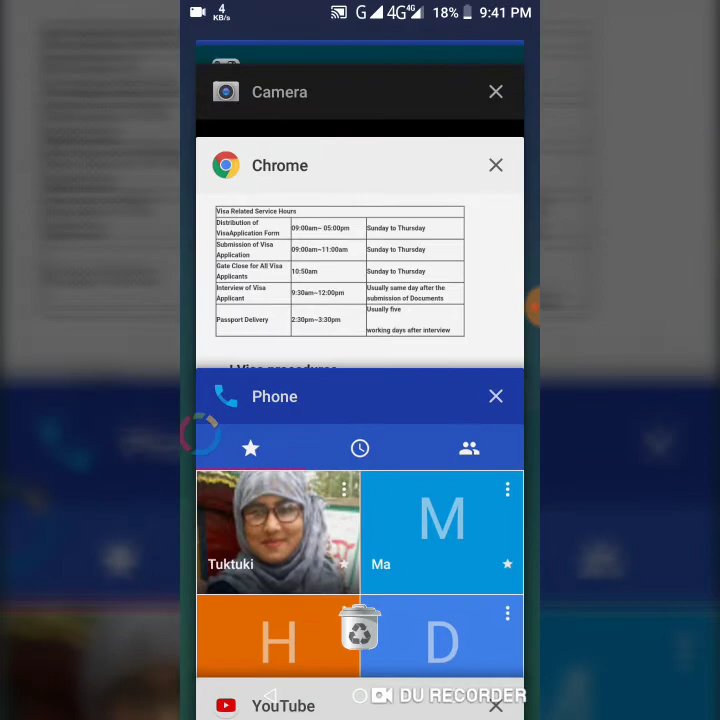 4 KB/s G 4G 4G 18% 9:41 PM
Camera
Chrome
Visa Related Service Hours
Distribution of VisaApplication Form 09:00am~ 05:00pm Sunday to Thursday
Submission of Visa Application 09:00am~11:00am Sunday to Thursday
Gate Close for All Visa Applicants 10:50am Sunday to Thursday
Interview of Visa Applicant 9:30am~12:00pm Usually same day after the submission of Documents
Passport Delivery 2:30pm~3:30pm Usually five working days after interview
Visa procedures
Phone
M
Tuktuki
Ma
H
D
DU RECORDER
YouTube